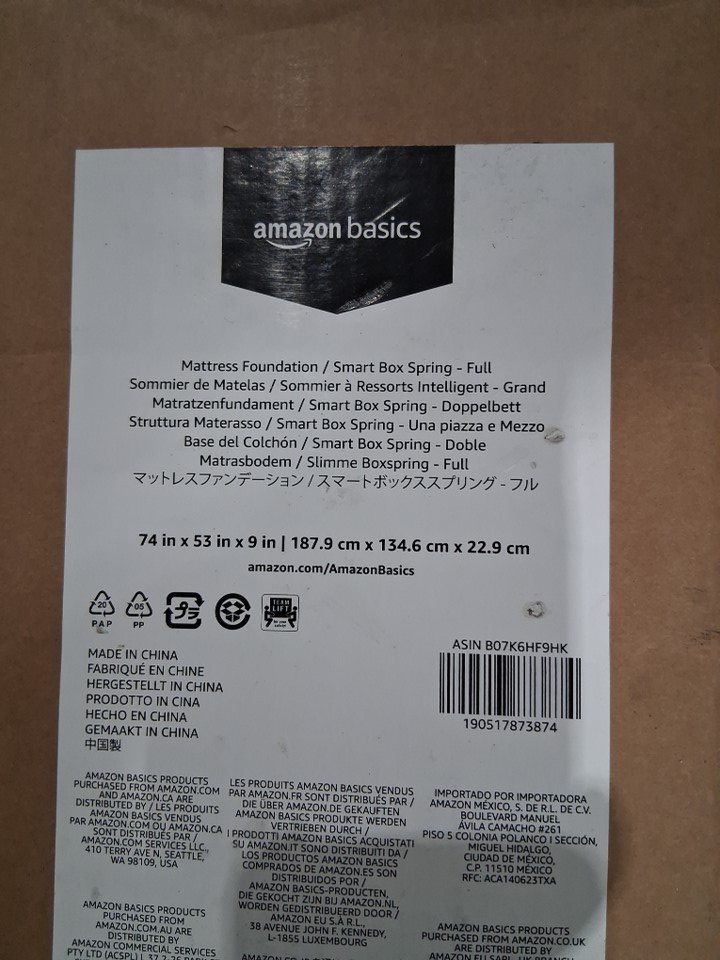 amazon basics
Mattress Foundation / Smart Box Spring - Full
Sommier de Matelas / Sommier à Ressorts Intelligent - Grand
Matratzenfundament / Smart Box Spring - Doppelbett
Struttura Materasso / Smart Box Spring - Una piazza e Mezzo
Base del Colchón / Smart Box Spring - Doble
Matrasbodem / Slimme Boxspring - Full
マットレスファンデーション / スマートボックススプリング - フル
74 in x 53 in x 9 in | 187.9 cm x 134.6 cm x 22.9 cm
amazon.com/AmazonBasics
20
PAP
05
PP
プラ
TEAM
LIFT
MADE IN CHINA
FABRIQUÉ EN CHINE
HERGESTELLT IN CHINA
PRODOTTO IN CINA
HECHO EN CHINA
GEMAAKT IN CHINA
中国製
ASIN B07K6HF9HK
190517873874
AMAZON BASICS PRODUCTS
PURCHASED FROM AMAZON.COM
AND AMAZON.CA ARE
DISTRIBUTED BY / LES PRODUITS
AMAZON BASICS VENDUS
PAR AMAZON.COM OU AMAZON.CA
SONT DISTRIBUÉS PAR /
AMAZON.COM SERVICES LLC.,
410 TERRY AVE N, SEATTLE,
WA 98109, USA
AMAZON BASICS PRODUCTS
PURCHASED FROM
AMAZON.COM.AU ARE
DISTRIBUTED BY
AMAZON COMMERCIAL SERVICES
PTY LTD (ACSPL)
LES PRODUITS AMAZON BASICS VENDUS
PAR AMAZON.FR SONT DISTRIBUÉS PAR /
DIE ÜBER AMAZON.DE GEKAUFTEN
AMAZON BASICS PRODUKTE WERDEN
VERTRIEBEN DURCH /
I PRODOTTI AMAZON BASICS ACQUISTATI
SU AMAZON.IT SONO DISTRIBUITI DA /
LOS PRODUCTOS AMAZON BASICS
COMPRADOS DE AMAZON.ES SON
DISTRIBUIDOS POR /
AMAZON BASICS-PRODUCTEN,
DIE GEKOCHT ZIJN BIJ AMAZON.NL,
WORDEN GEDISTRIBUEERD DOOR /
AMAZON EU S.À R.L.,
38 AVENUE JOHN F. KENNEDY,
L-1855 LUXEMBOURG
IMPORTADO POR IMPORTADORA
AMAZON MÉXICO, S. DE R.L. DE C.V.
BOULEVARD MANUEL
ÁVILA CAMACHO #261
PISO 5 COLONIA POLANCO I SECCIÓN,
MIGUEL HIDALGO,
CIUDAD DE MÉXICO,
C.P. 11510 MÉXICO
RFC: ACA140623TXA
AMAZON BASICS PRODUCTS
PURCHASED FROM AMAZON.CO.UK
ARE DISTRIBUTED BY